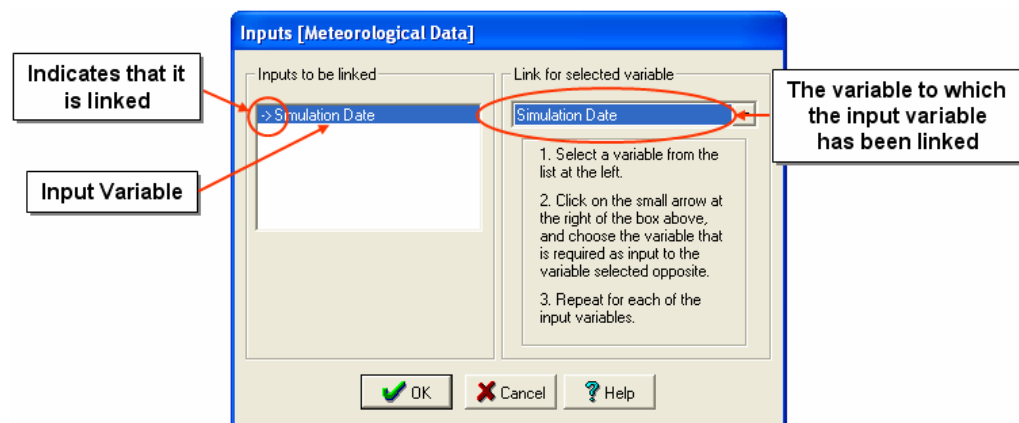 Inputs [Meteorological Data]
Indicates that it
is linked
Inputs to be linked
-> Simulation Date
Input Variable
Link for selected variable
Simulation Date
The variable to which
the input variable
has been linked
1. Select a variable from the
list at the left.
2. Click on the small arrow at
the right of the box above,
and choose the variable that
is required as input to the
variable selected opposite.
3. Repeat for each of the
input variables.
OK
Cancel
Help